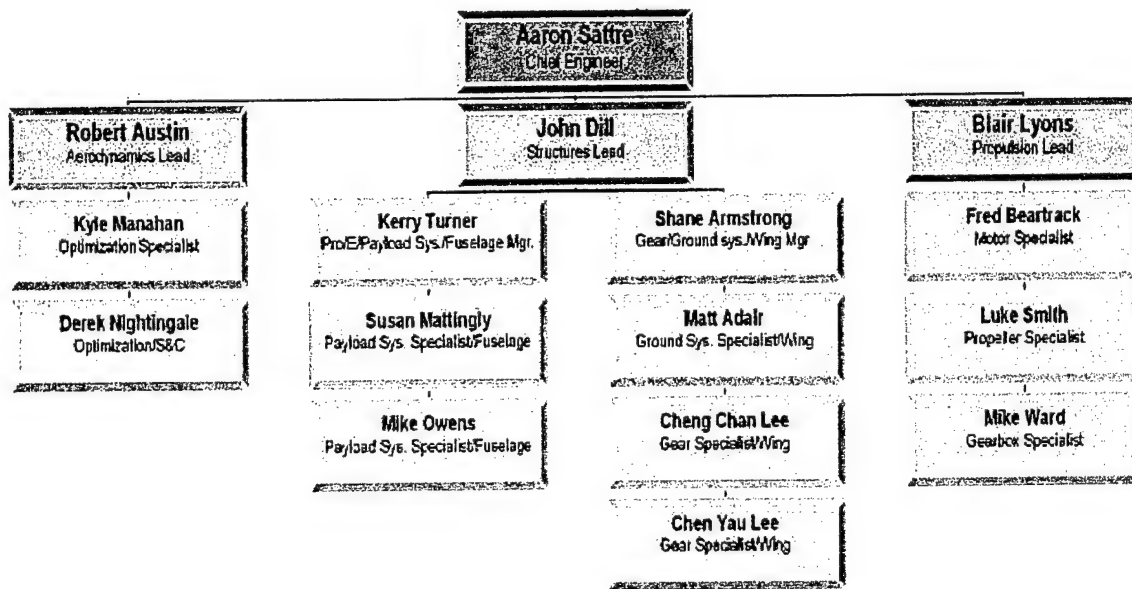 Aaron Sattre
Chief Engineer
Robert Austin
Aerodynamics Lead
John Dill
Structures Lead
Blair Lyons
Propulsion Lead
Kyle Manahan
Optimization Specialist
Derek Nightingale
Optimization/S&C
Kerry Turner
Pro/E/Payload Sys./Fuselage Mgr.
Susan Mattingly
Payload Sys. Specialist/Fuselage
Mike Owens
Payload Sys. Specialist/Fuselage
Shane Armstrong
Gear/Ground sys./Wing Mgr
Matt Adair
Ground Sys. Specialist/Wing
Cheng Chan Lee
Gear Specialist/Wing
Chen Yau Lee
Gear Specialist/Wing
Fred Beartrack
Motor Specialist
Luke Smith
Propeller Specialist
Mike Ward
Gearbox Specialist